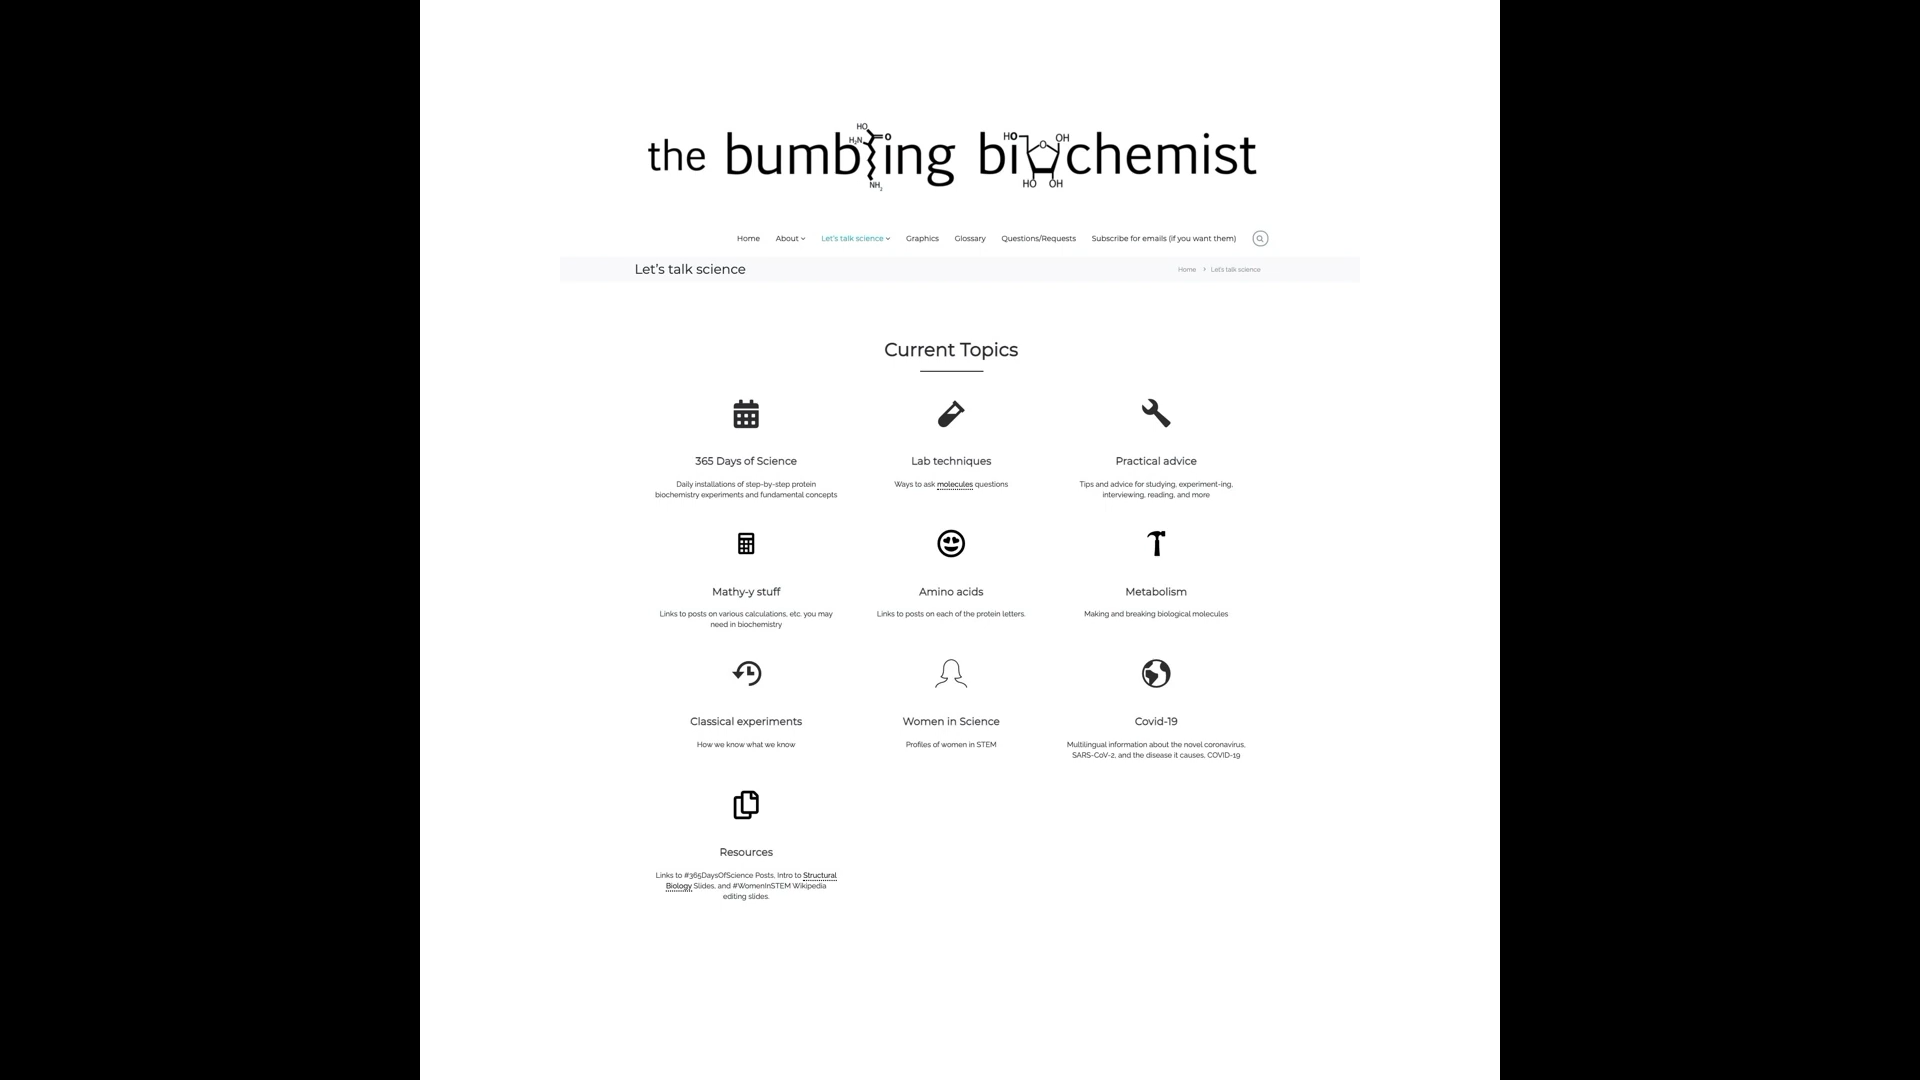 the bumbling biochemist
HO
O
H₂N
NH₂
HO
OH
O
HO
OH
Home
About
Let's talk science
Graphics
Glossary
Questions/Requests
Subscribe for emails (if you want them)
Let's talk science
Home > Let's talk science
Current Topics
365 Days of Science
Daily installations of step-by-step protein
biochemistry experiments and fundamental concepts
Lab techniques
Ways to ask molecules questions
Practical advice
Tips and advice for studying, experiment-ing,
interviewing, reading, and more
Mathy-y stuff
Links to posts on various calculations, etc. you may
need in biochemistry
Amino acids
Links to posts on each of the protein letters.
Metabolism
Making and breaking biological molecules
Classical experiments
How we know what we know
Women in Science
Profiles of women in STEM
Covid-19
Multilingual information about the novel coronavirus,
SARS-CoV-2, and the disease it causes, COVID-19
Resources
Links to #365DaysOfScience Posts, Intro to Structural
Biology Slides, and #WomenInSTEM Wikipedia
editing slides.